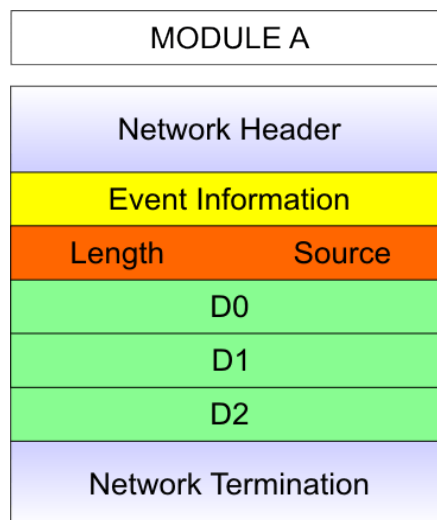 MODULE A
Network Header
Event Information
Length Source
D0
D1
D2
Network Termination